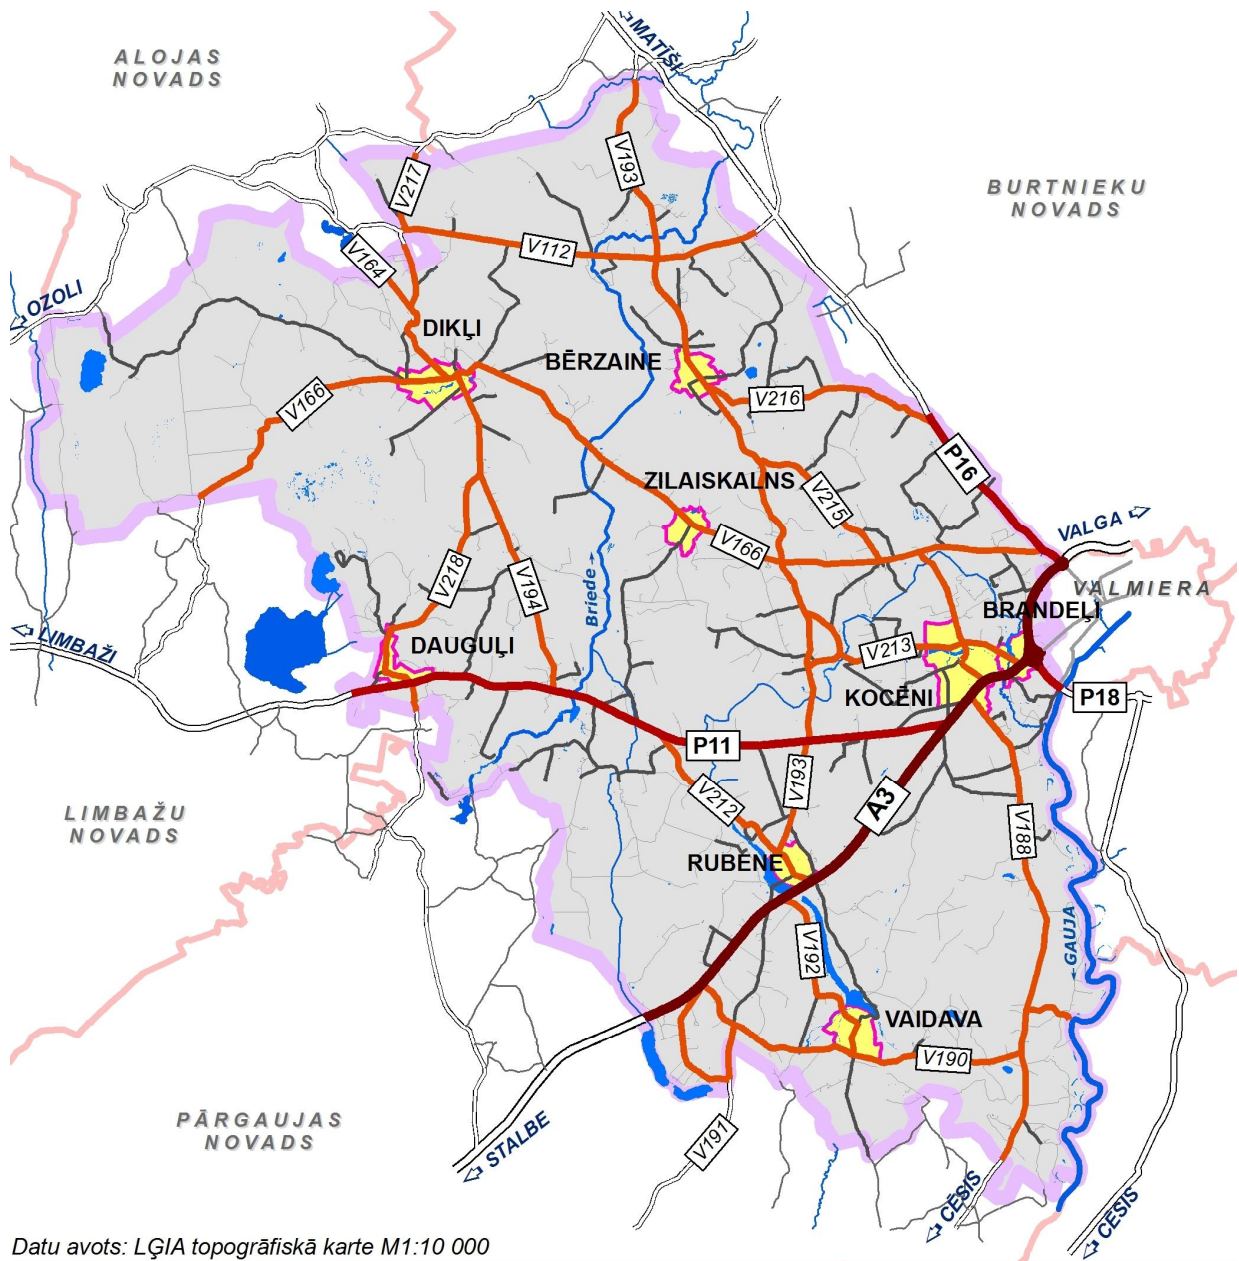 MATĪŠI
ALOJAS
NOVADS
V193
V217
BURTNIEKU
NOVADS
V112
V164
OZOLI
DIKĻI
BĒRZAINE
V166
V216
P16
ZILAISKALNS
V215
VALGA
V166
V218
V194
Briede
VALMIERA
BRANDEĻI
LIMBAŽI
DAUGUĻI
V213
KOCĒNI
P18
P11
V193
V212
A3
LIMBAŽU
NOVADS
V188
RUBENE
V192
GAUJA
VAIDAVA
V190
PĀRGAUJAS
NOVADS
STALBE
V191
CĒSIS
CĒSIS
Datu avots: LĢIA topogrāfiskā karte M1:10 000